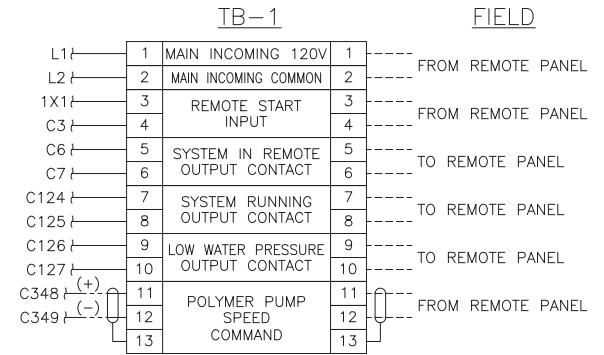 TB-1 FIELD
L1 1 MAIN INCOMING 120V 1
FROM REMOTE PANEL
L2 2 MAIN INCOMING COMMON 2
1X1 3 REMOTE START 3
FROM REMOTE PANEL
C3 4 INPUT 4
C6 5 SYSTEM IN REMOTE 5
TO REMOTE PANEL
C7 6 OUTPUT CONTACT 6
C124 7 SYSTEM RUNNING 7
TO REMOTE PANEL
C125 8 OUTPUT CONTACT 8
C126 9 LOW WATER PRESSURE 9
TO REMOTE PANEL
C127 10 OUTPUT CONTACT 10
C348 (+) 11 POLYMER PUMP 11
FROM REMOTE PANEL
C349 (-) 12 SPEED 12
13 COMMAND 13